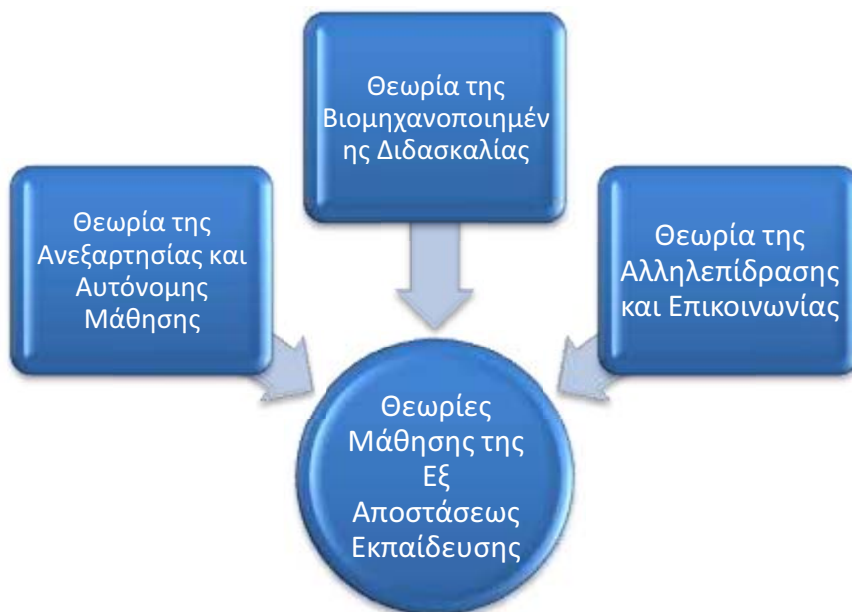 Θεωρία της
Βιομηχανοποιημέν
ης Διδασκαλίας
Θεωρία της
Ανεξαρτησίας και
Αυτόνομης
Μάθησης
Θεωρία της
Αλληλεπίδρασης
και Επικοινωνίας
Θεωρίες
Μάθησης της
Εξ
Αποστάσεως
Εκπαίδευσης